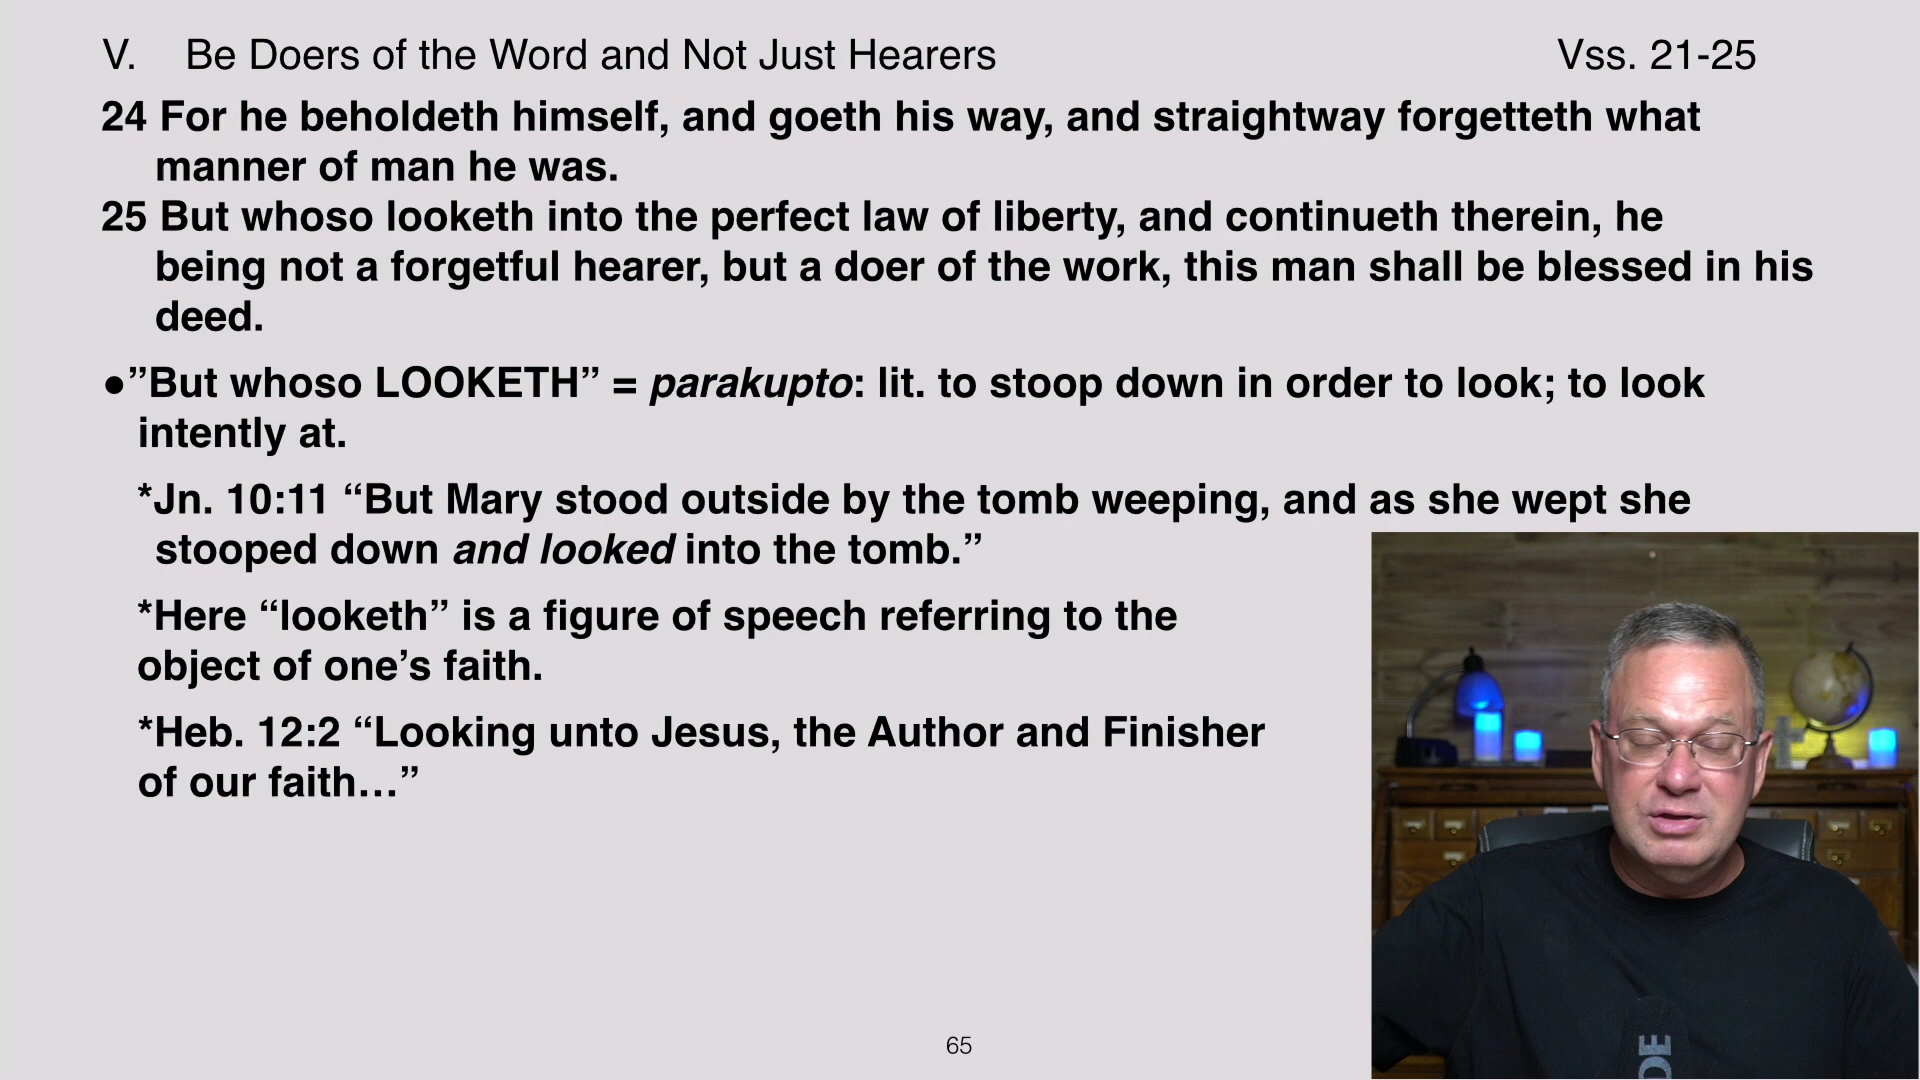 V. Be Doers of the Word and Not Just Hearers Vss. 21-25
24 For he beholdeth himself, and goeth his way, and straightway forgetteth what
manner of man he was.
25 But whoso looketh into the perfect law of liberty, and continueth therein, he
being not a forgetful hearer, but a doer of the work, this man shall be blessed in his
deed.
●”But whoso LOOKETH” = parakupto: lit. to stoop down in order to look; to look
intently at.
*Jn. 10:11 “But Mary stood outside by the tomb weeping, and as she wept she
stooped down and looked into the tomb.”
*Here “looketh” is a figure of speech referring to the
object of one’s faith.
*Heb. 12:2 “Looking unto Jesus, the Author and Finisher
of our faith…”
65